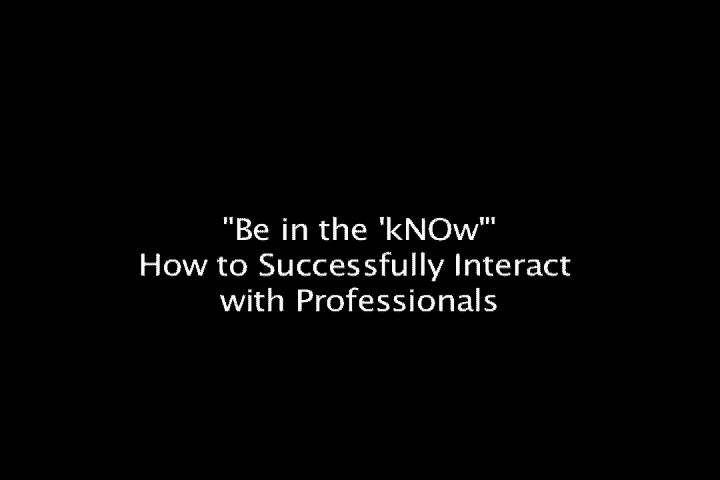 "Be in the 'kNOw'"
How to Successfully Interact
with Professionals